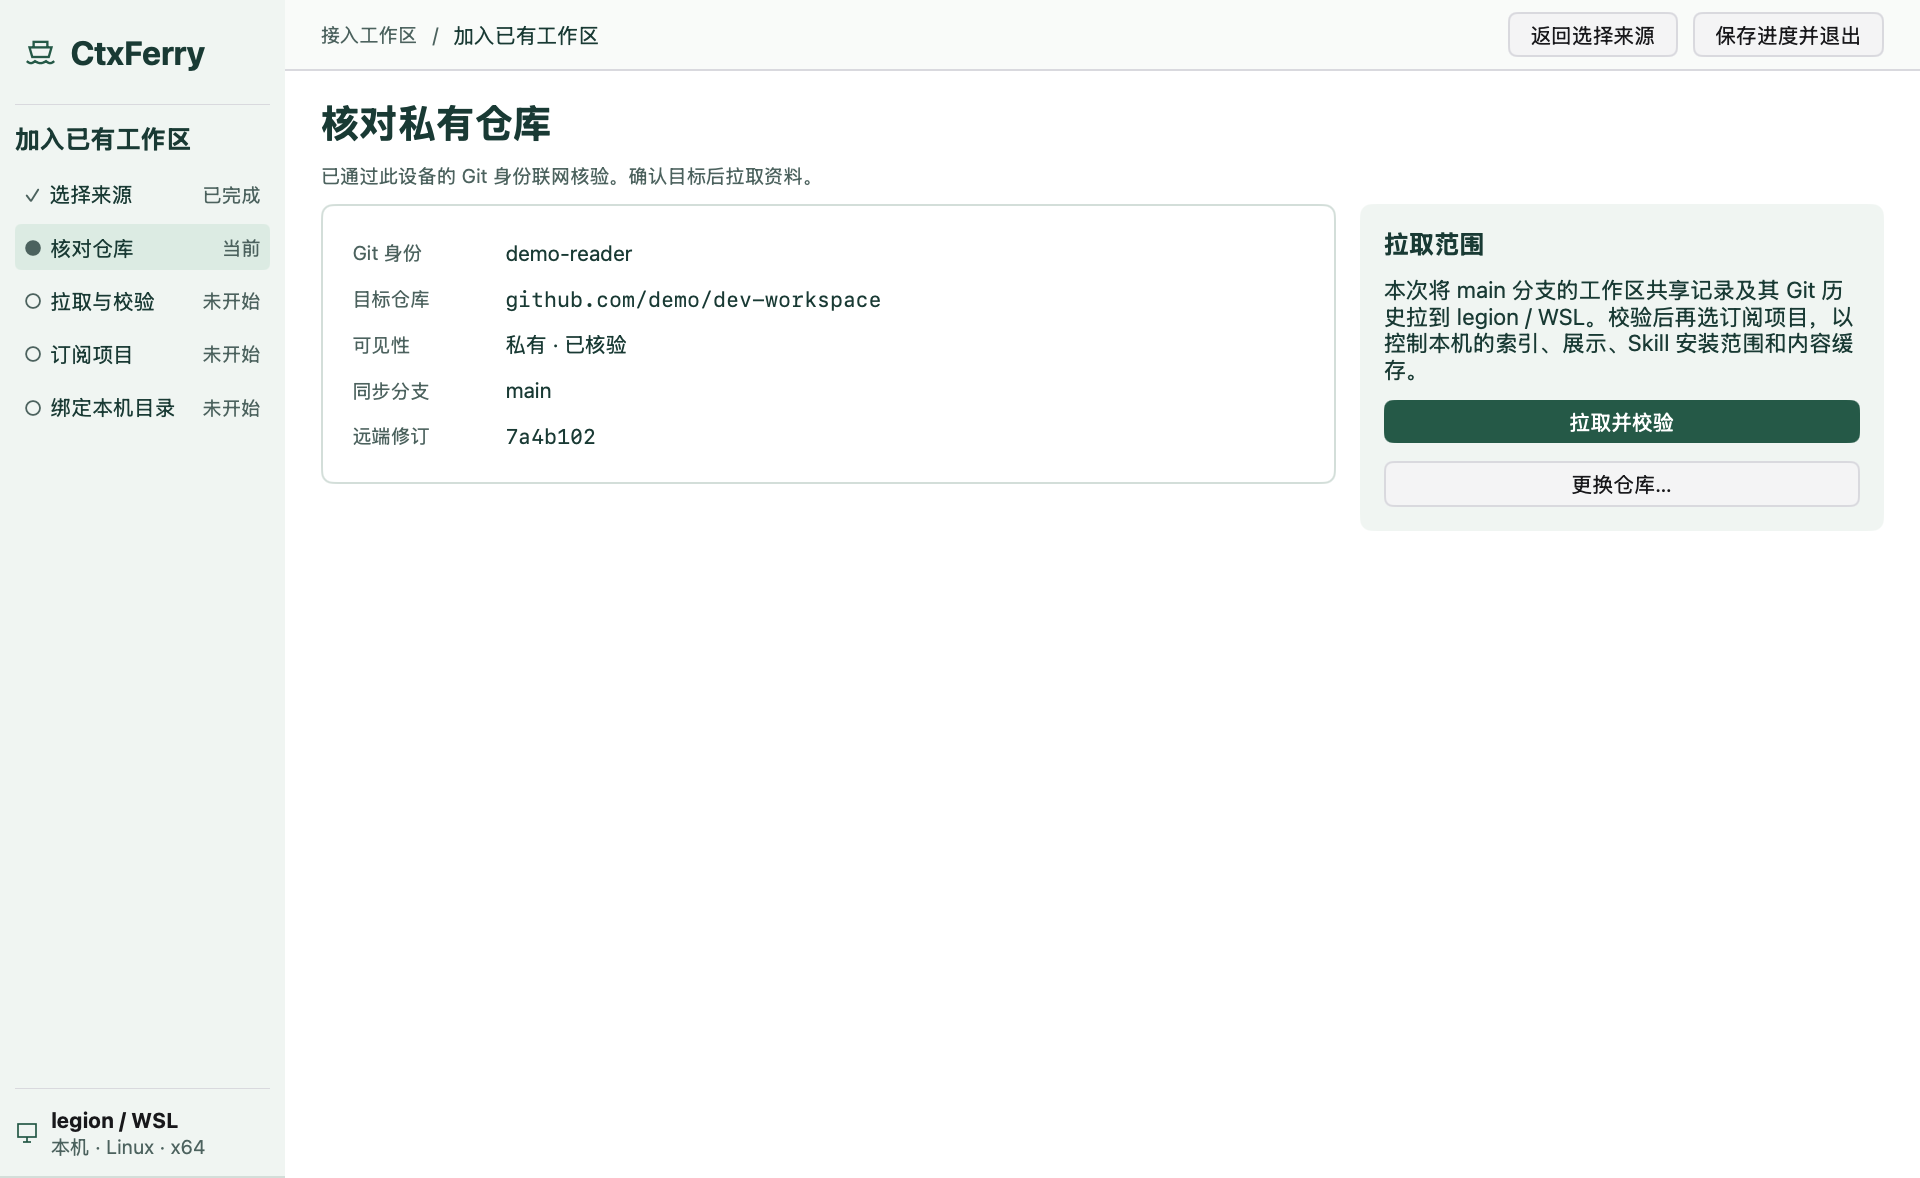 CtxFerry
加入已有工作区
选择来源 已完成
核对仓库 当前
拉取与校验 未开始
订阅项目 未开始
绑定本机目录 未开始
legion / WSL
本机 · Linux · x64
接入工作区 / 加入已有工作区
返回选择来源
保存进度并退出
核对私有仓库
已通过此设备的 Git 身份联网核验。确认目标后拉取资料。
Git 身份 demo-reader
目标仓库 github.com/demo/dev-workspace
可见性 私有 · 已核验
同步分支 main
远端修订 7a4b102
拉取范围
本次将 main 分支的工作区共享记录及其 Git 历
史拉到 legion / WSL。校验后再选订阅项目，以
控制本机的索引、展示、Skill 安装范围和内容缓
存。
拉取并校验
更换仓库...